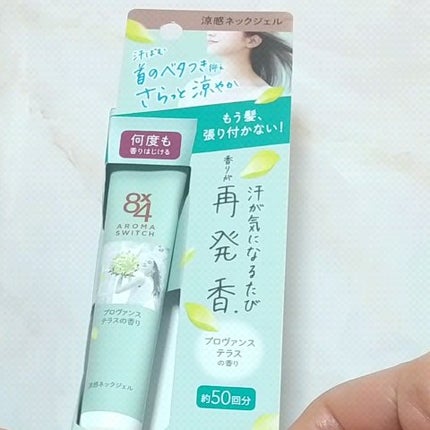 涼感ネックジェル
汗ばむ
首のベタつき抑え
さらっと涼やか
もう髪、
張り付かない!
何度も
香りはじける
8x4
AROMA
SWITCH
プロヴァンス
テラスの香り
涼感ネックジェル
汗が気になるたび
香りが
再発香。
プロヴァンス
テラス
の香り
約50回分